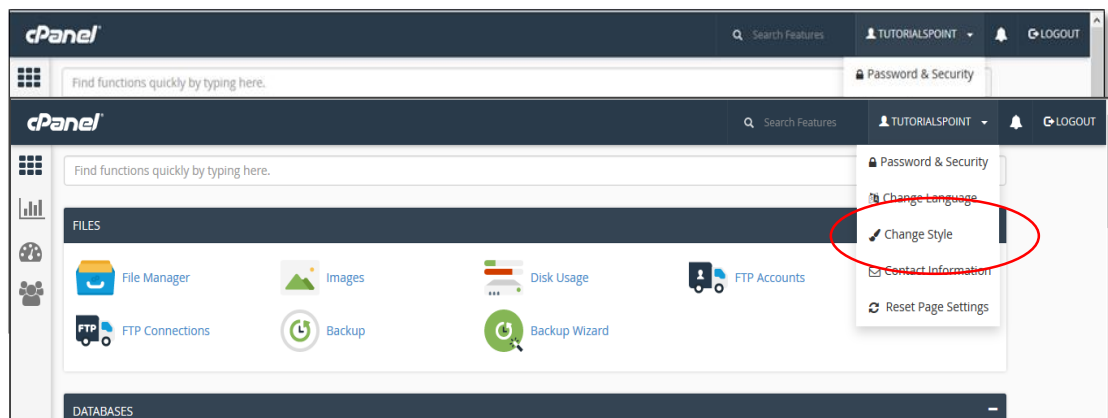 cPanel Search Features TUTORIALSPOINT LOGOUT
Find functions quickly by typing here. Password & Security
cPanel Search Features TUTORIALSPOINT LOGOUT
Find functions quickly by typing here. Password & Security
Change Language
FILES
Change Style
File Manager Images Disk Usage FTP Accounts Contact Information
Reset Page Settings
FTP FTP Connections Backup Backup Wizard
DATABASES